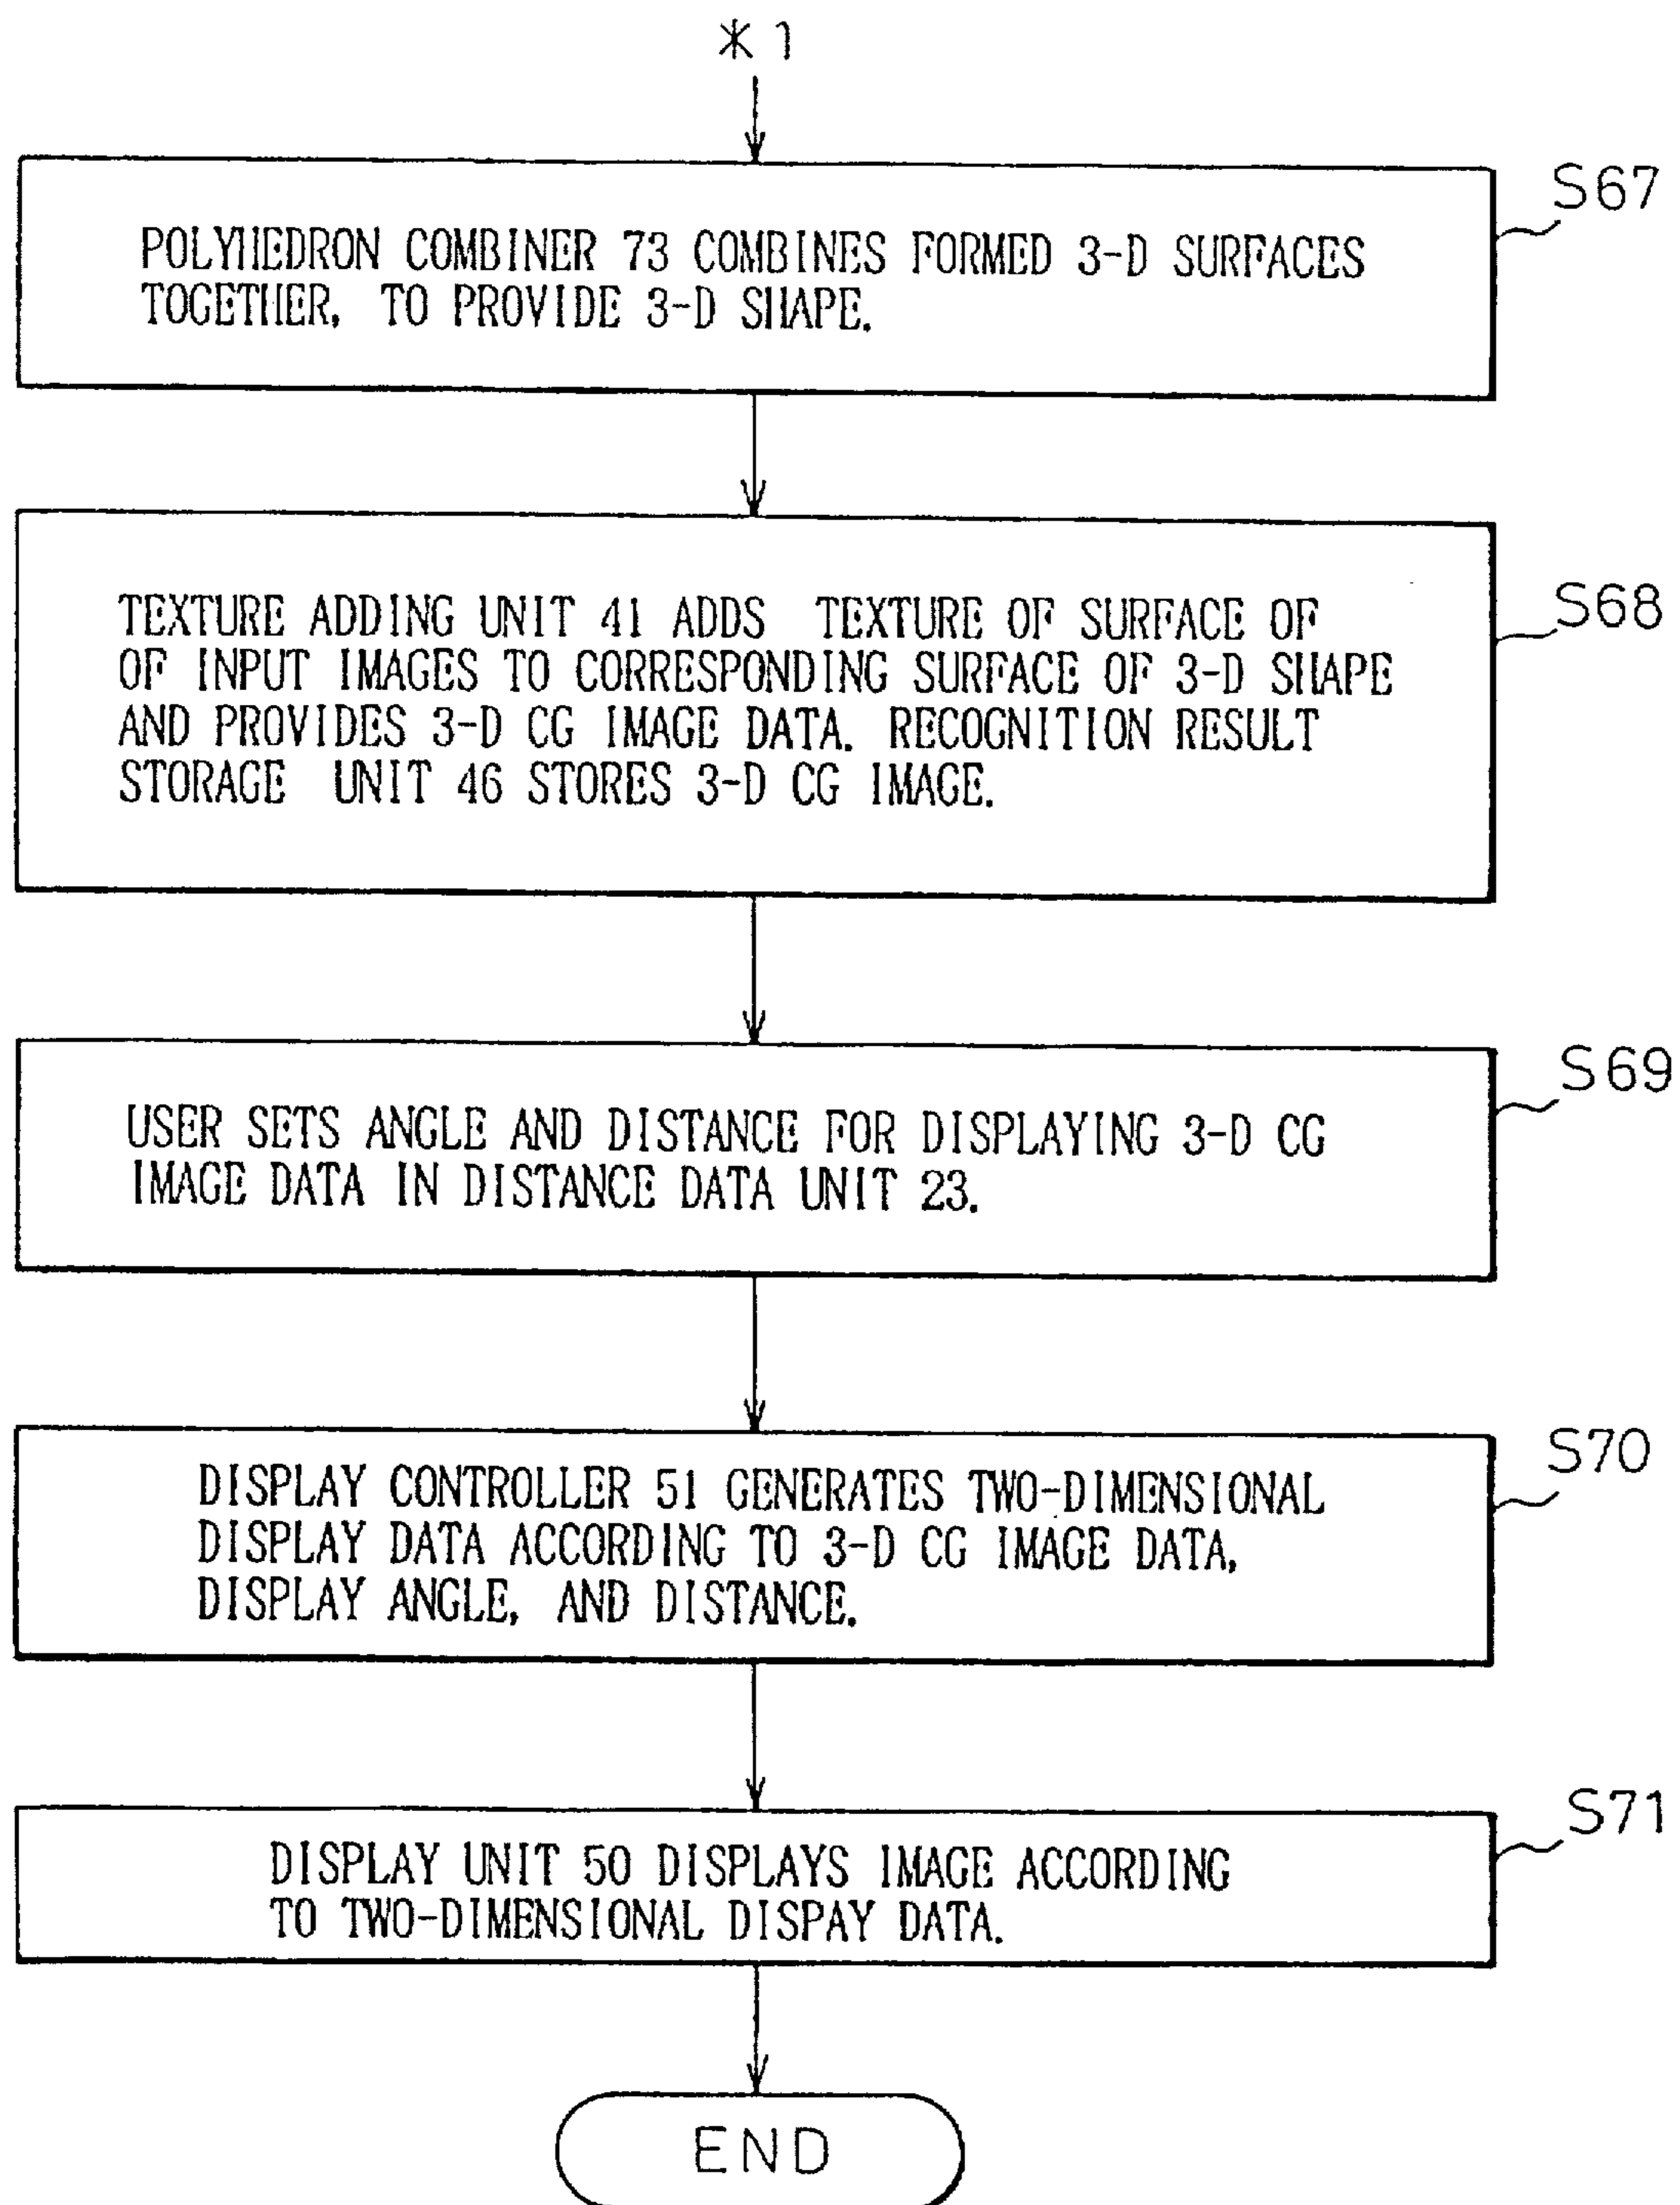 *1
S67
POLYHEDRON COMBINER 73 COMBINES FORMED 3-D SURFACES
TOGETHER, TO PROVIDE 3-D SHAPE.
S68
TEXTURE ADDING UNIT 41 ADDS TEXTURE OF SURFACE OF
OF INPUT IMAGES TO CORRESPONDING SURFACE OF 3-D SHAPE
AND PROVIDES 3-D CG IMAGE DATA. RECOGNITION RESULT
STORAGE UNIT 46 STORES 3-D CG IMAGE.
S69
USER SETS ANGLE AND DISTANCE FOR DISPLAYING 3-D CG
IMAGE DATA IN DISTANCE DATA UNIT 23.
S70
DISPLAY CONTROLLER 51 GENERATES TWO-DIMENSIONAL
DISPLAY DATA ACCORDING TO 3-D CG IMAGE DATA,
DISPLAY ANGLE, AND DISTANCE.
S71
DISPLAY UNIT 50 DISPLAYS IMAGE ACCORDING
TO TWO-DIMENSIONAL DISPAY DATA.
END